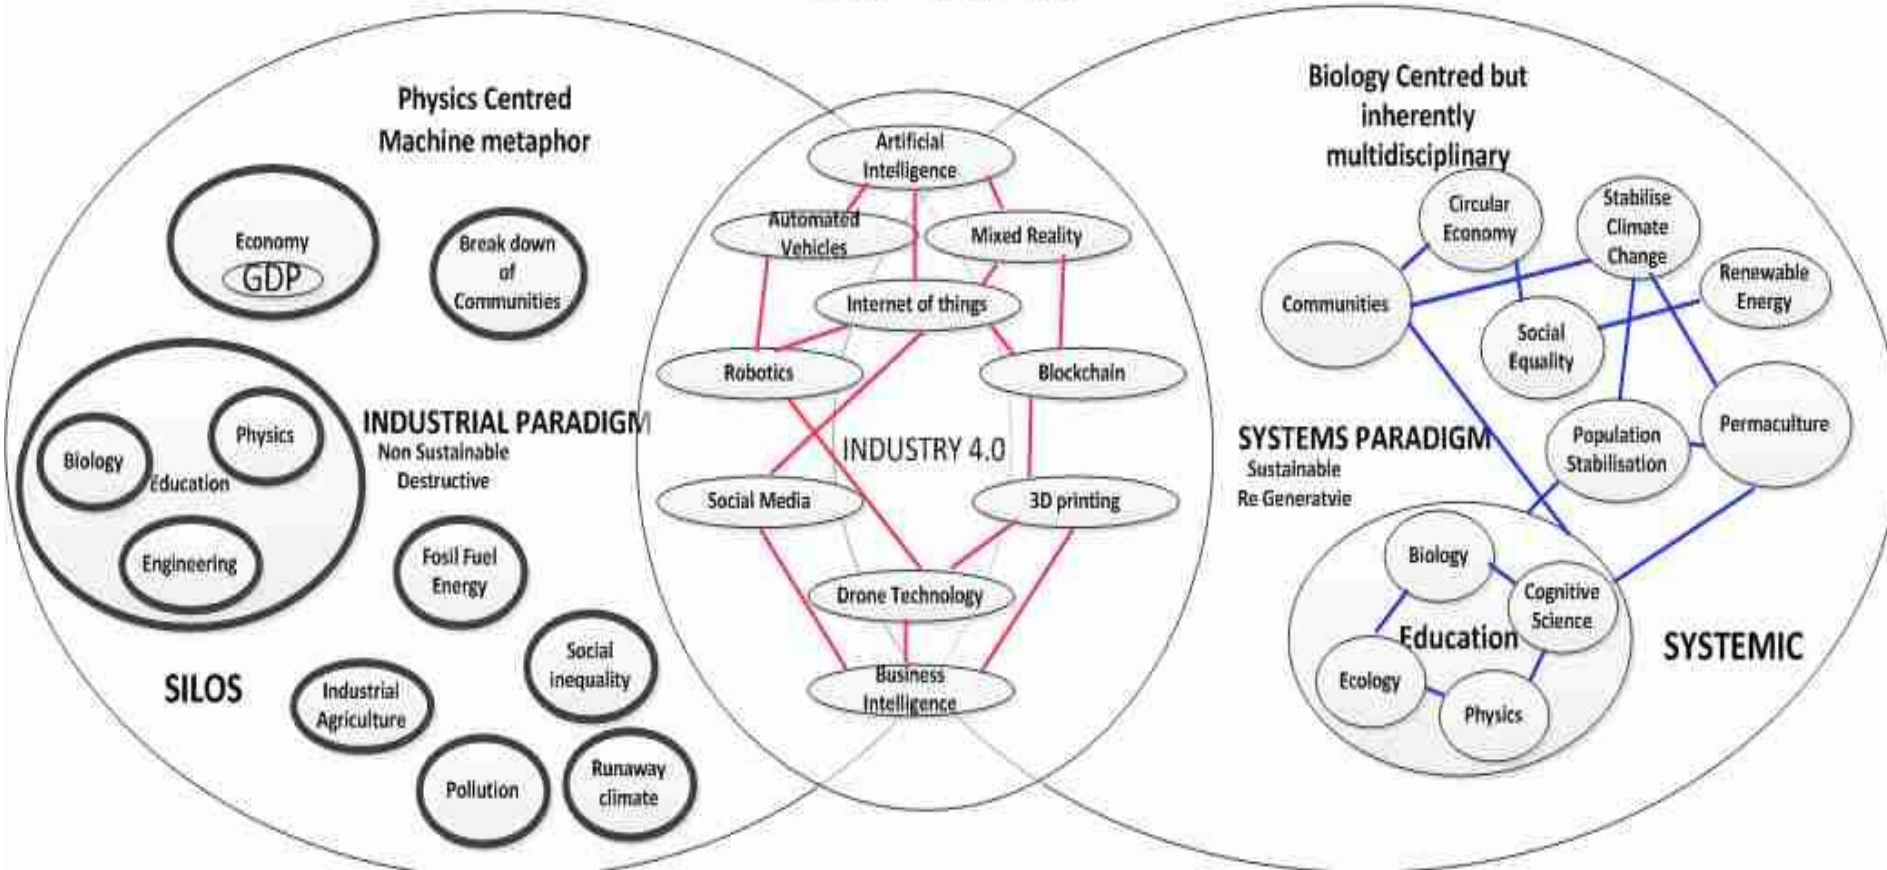 Physics Centred
Machine metaphor
Economy
GDP
Break down
of
Communities
Biology
Physics
Education
Engineering
INDUSTRIAL PARADIGM
Non Sustainable
Destructive
Fosil Fuel
Energy
SILOS
Industrial
Agriculture
Social
inequality
Pollution
Runaway
climate
Artificial
Intelligence
Automated
Vehicles
Mixed Reality
Internet of things
Robotics
Blockchain
INDUSTRY 4.0
Social Media
3D printing
Drone Technology
Business
Intelligence
Biology Centred but
inherently
multidisciplinary
Circular
Economy
Stabilise
Climate
Change
Communities
Renewable
Energy
Social
Equality
SYSTEMS PARADIGM
Sustainable
Re Generatvie
Population
Stabilisation
Permaculture
Biology
Cognitive
Science
Education
Ecology
Physics
SYSTEMIC